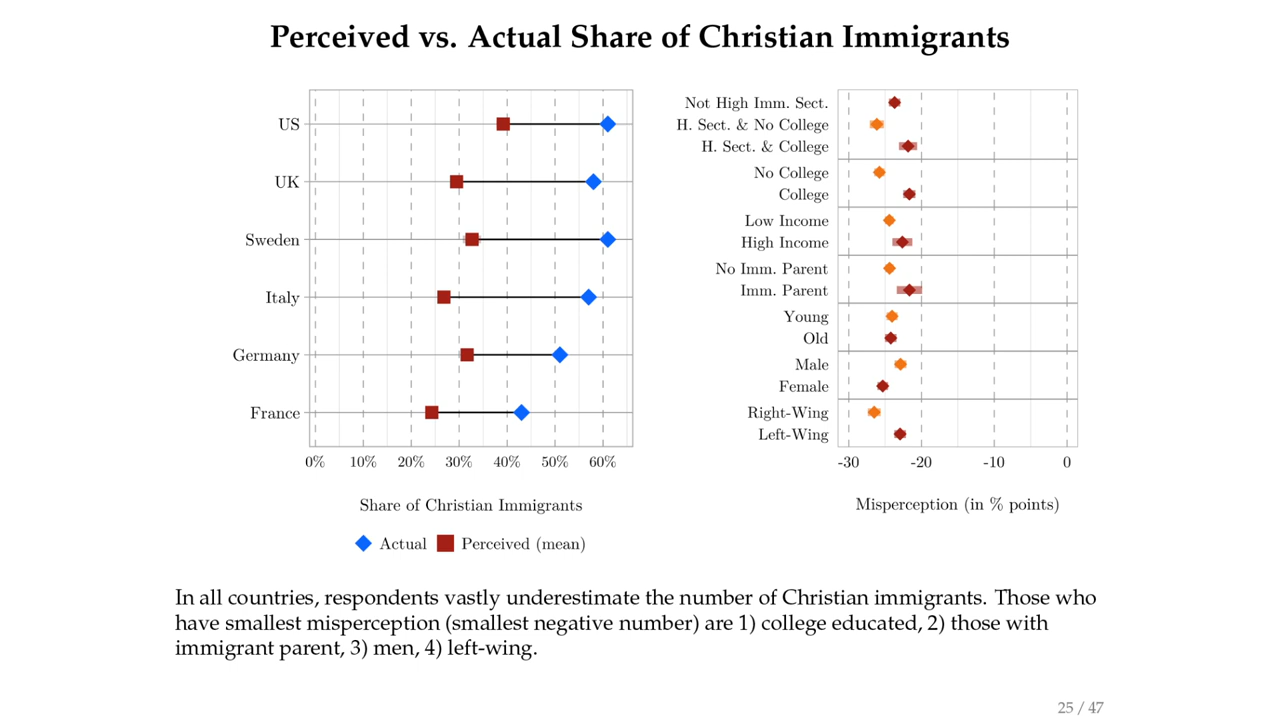 Perceived vs. Actual Share of Christian Immigrants
US
UK
Sweden
Italy
Germany
France
0% 10% 20% 30% 40% 50% 60%
Share of Christian Immigrants
Actual Perceived (mean)
Not High Imm. Sect.
H. Sect. & No College
H. Sect. & College
No College
College
Low Income
High Income
No Imm. Parent
Imm. Parent
Young
Old
Male
Female
Right-Wing
Left-Wing
-30 -20 -10 0
Misperception (in % points)
In all countries, respondents vastly underestimate the number of Christian immigrants. Those who
have smallest misperception (smallest negative number) are 1) college educated, 2) those with
immigrant parent, 3) men, 4) left-wing.
25 / 47